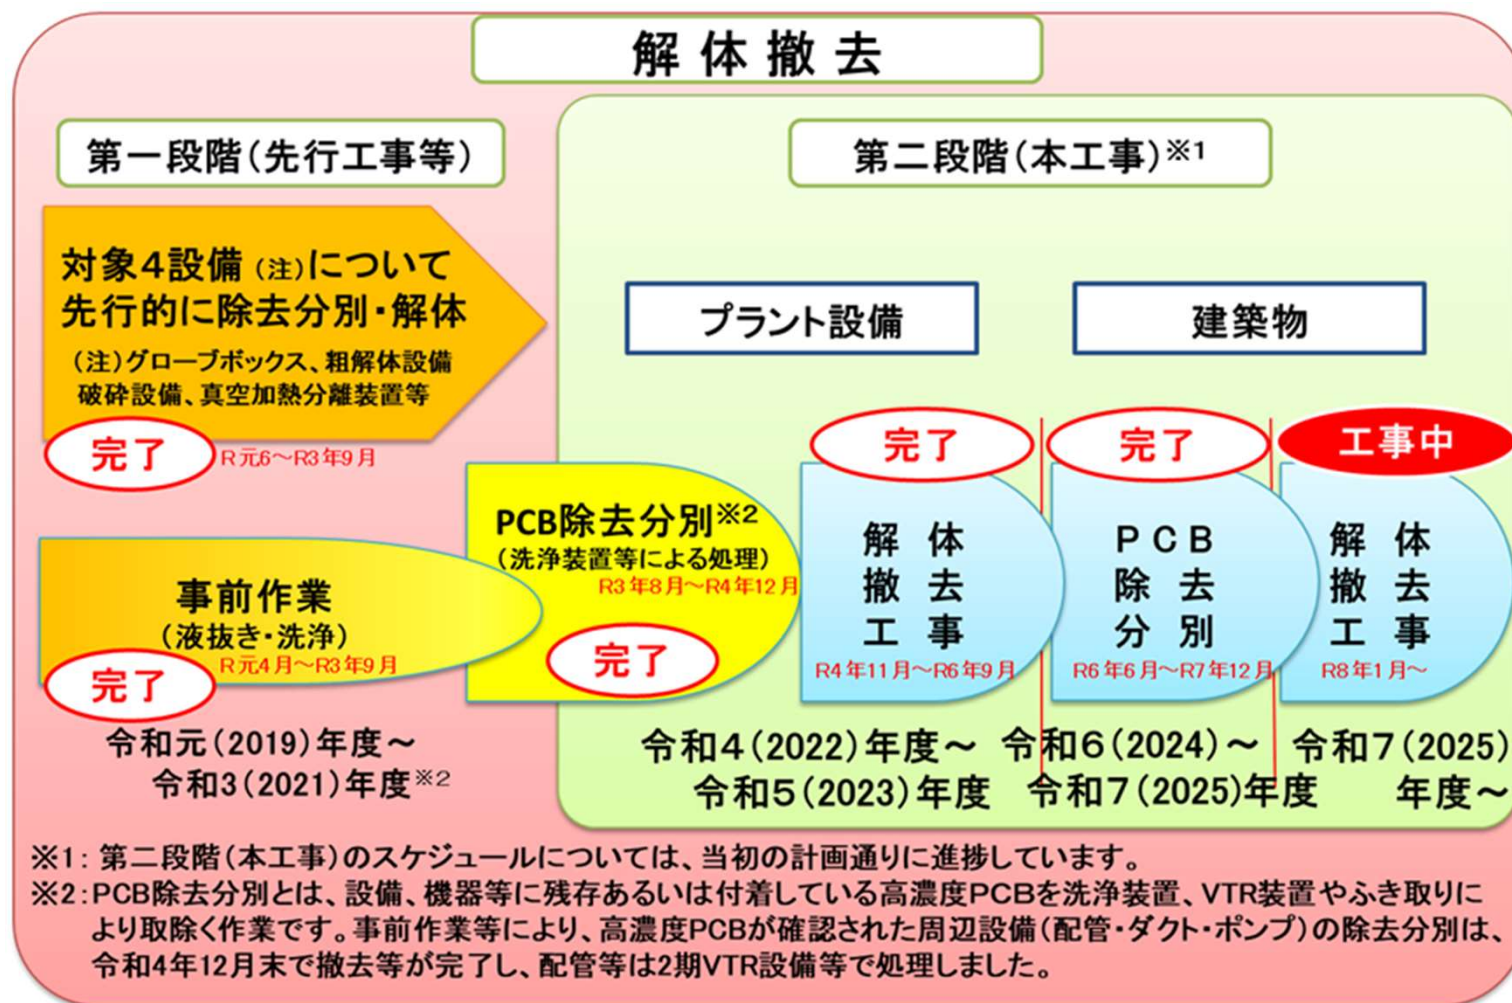 解体撤去
第一段階(先行工事等)
対象4設備(注)について
先行的に除去分別・解体
(注)グローブボックス、粗解体設備
破砕設備、真空加熱分離装置等
完了
R元6~R3年9月
事前作業
(液抜き・洗浄)
R元4月~R3年9月
完了
令和元(2019)年度~
令和3(2021)年度※2
第二段階(本工事)※1
PCB除去分別※2
(洗浄装置等による処理)
R3年8月~R4年12月
完了
プラント設備
完了
解体
撤去
工事
R4年11月~R6年9月
令和4(2022)年度~
令和5(2023)年度
建築物
完了
PCB
除去
分別
R6年6月~R7年12月
令和6(2024)~
令和7(2025)年度
工事中
解体
撤去
工事
R8年1月~
令和7(2025)
年度~
※1:第二段階(本工事)のスケジュールについては、当初の計画通りに進捗しています。
※2:PCB除去分別とは、設備、機器等に残存あるいは付着している高濃度PCBを洗浄装置、VTR装置やふき取りに
より取除く作業です。事前作業等により、高濃度PCBが確認された周辺設備(配管・ダクト・ポンプ)の除去分別は、
令和4年12月末で撤去等が完了し、配管等は2期VTR設備等で処理しました。